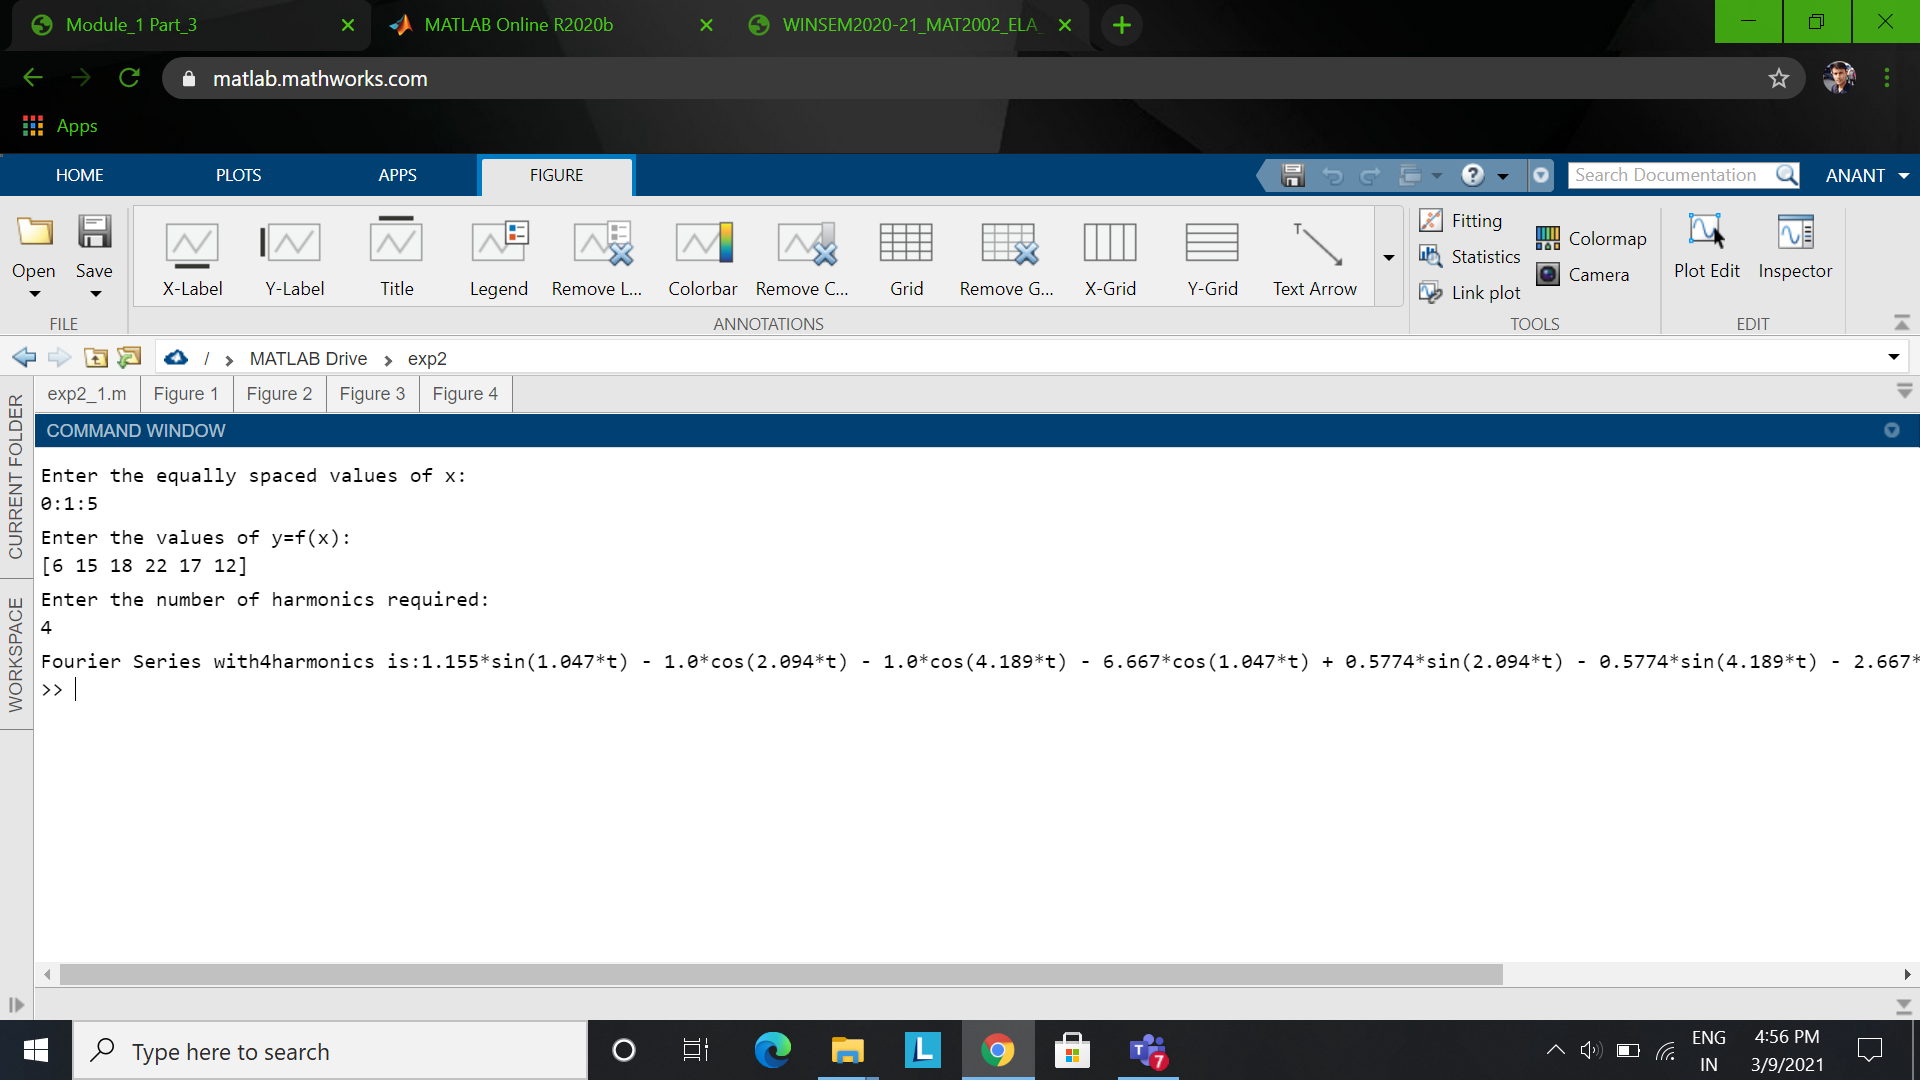 Module_1 Part_3
MATLAB Online R2020b
WINSEM2020-21_MAT2002_ELA_
matlab.mathworks.com
Apps
HOME
PLOTS
APPS
FIGURE
Search Documentation
ANANT
Open
Save
X-Label
Y-Label
Title
Legend
Remove L...
Colorbar
Remove C...
Grid
Remove G...
X-Grid
Y-Grid
Text Arrow
Fitting
Statistics
Link plot
Colormap
Camera
Plot Edit
Inspector
FILE
ANNOTATIONS
TOOLS
EDIT
/ › MATLAB Drive › exp2
CURRENT FOLDER
WORKSPACE
exp2_1.m
Figure 1
Figure 2
Figure 3
Figure 4
COMMAND WINDOW
Enter the equally spaced values of x:
0:1:5
Enter the values of y=f(x):
[6 15 18 22 17 12]
Enter the number of harmonics required:
4
Fourier Series with4harmonics is:1.155*sin(1.047*t) - 1.0*cos(2.094*t) - 1.0*cos(4.189*t) - 6.667*cos(1.047*t) + 0.5774*sin(2.094*t) - 0.5774*sin(4.189*t) - 2.667*
>>
Type here to search
L
T
7
ENG
IN
4:56 PM
3/9/2021